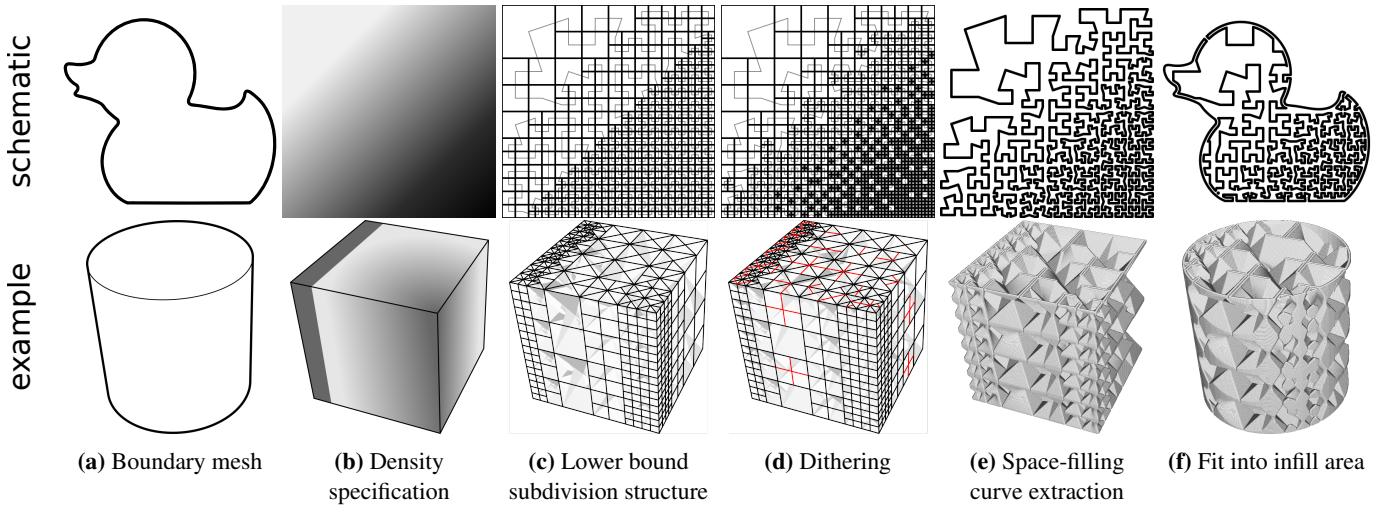 schematic
example
(a) Boundary mesh
(b) Density
specification
(c) Lower bound
subdivision structure
(d) Dithering
(e) Space-filling
curve extraction
(f) Fit into infill area